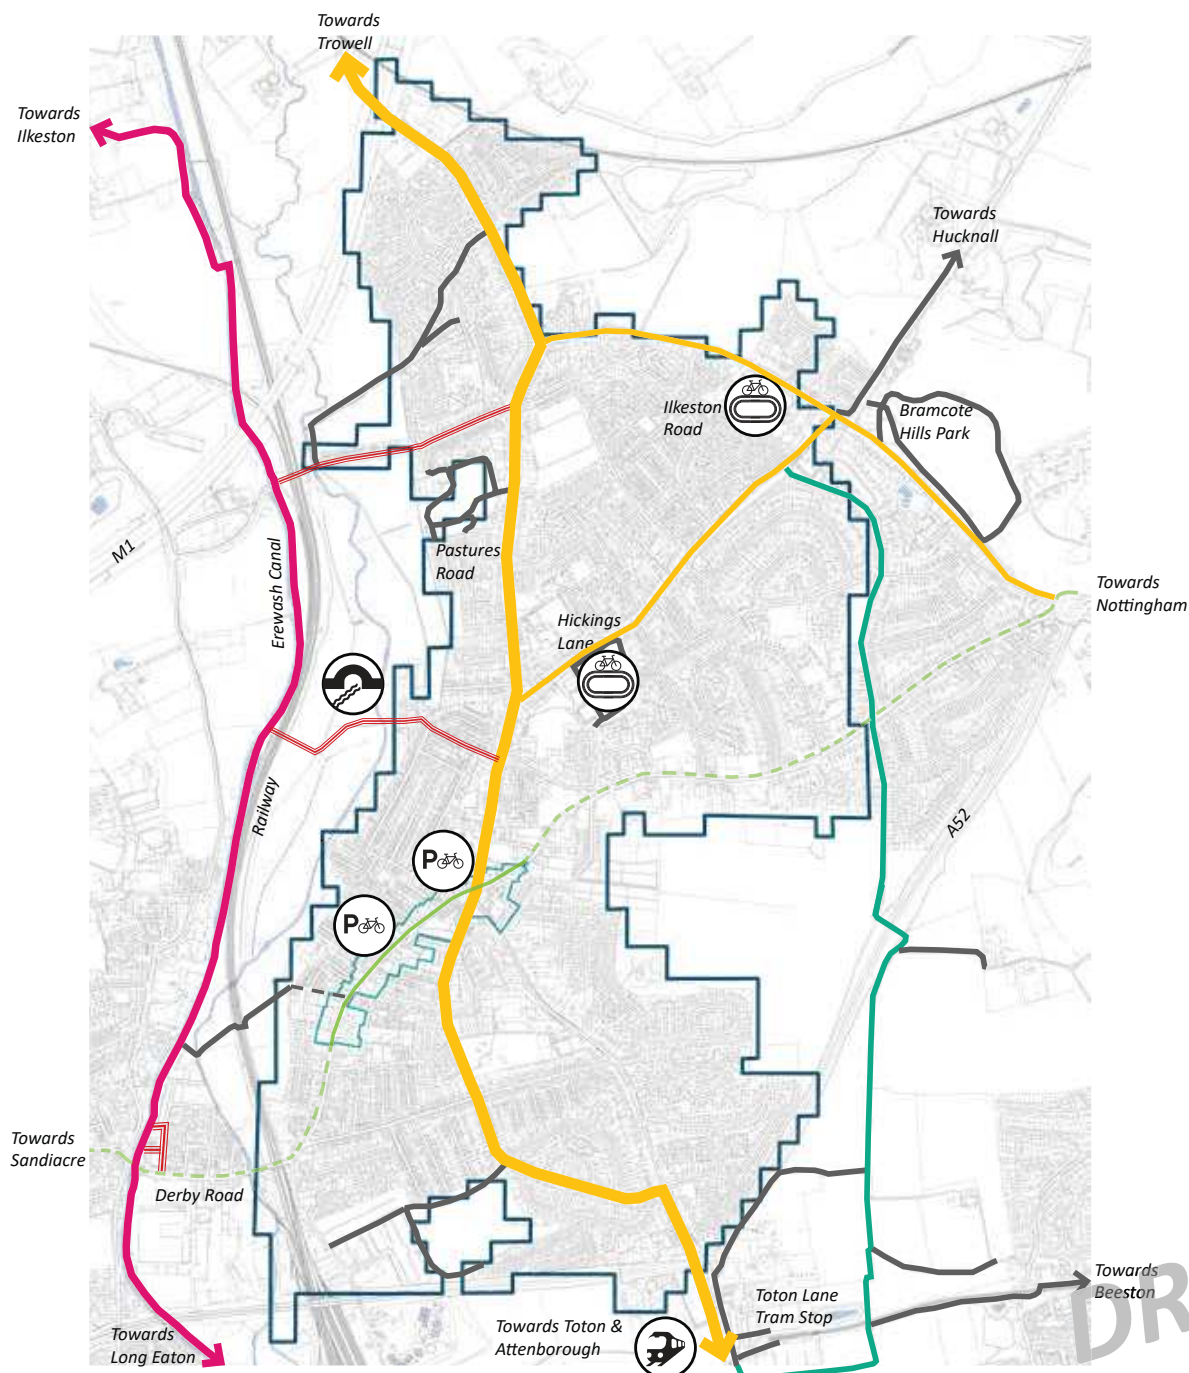 Towards
Trowell
Towards
Ilkeston
Towards
Hucknall
Ilkeston
Road
Bramcote
Hills Park
M1
Erewash Canal
Pastures
Road
Towards
Nottingham
Hickings
Lane
Railway
A52
P
P
Towards
Sandiacre
Derby Road
Towards
Beeston
Toton Lane
Tram Stop
Towards Toton &
Attenborough
Towards
Long Eaton
DR